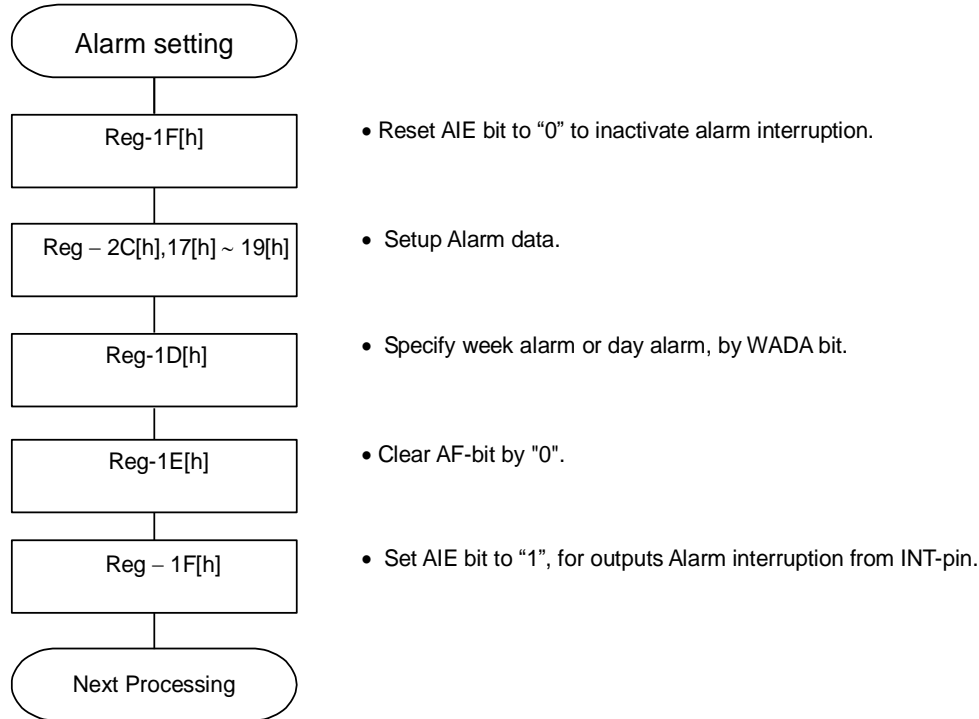 Alarm setting
Reg-1F[h]
• Reset AIE bit to “0” to inactivate alarm interruption.
Reg – 2C[h],17[h] ~ 19[h]
• Setup Alarm data.
Reg-1D[h]
• Specify week alarm or day alarm, by WADA bit.
Reg-1E[h]
• Clear AF-bit by "0".
Reg – 1F[h]
• Set AIE bit to “1”, for outputs Alarm interruption from INT-pin.
Next Processing